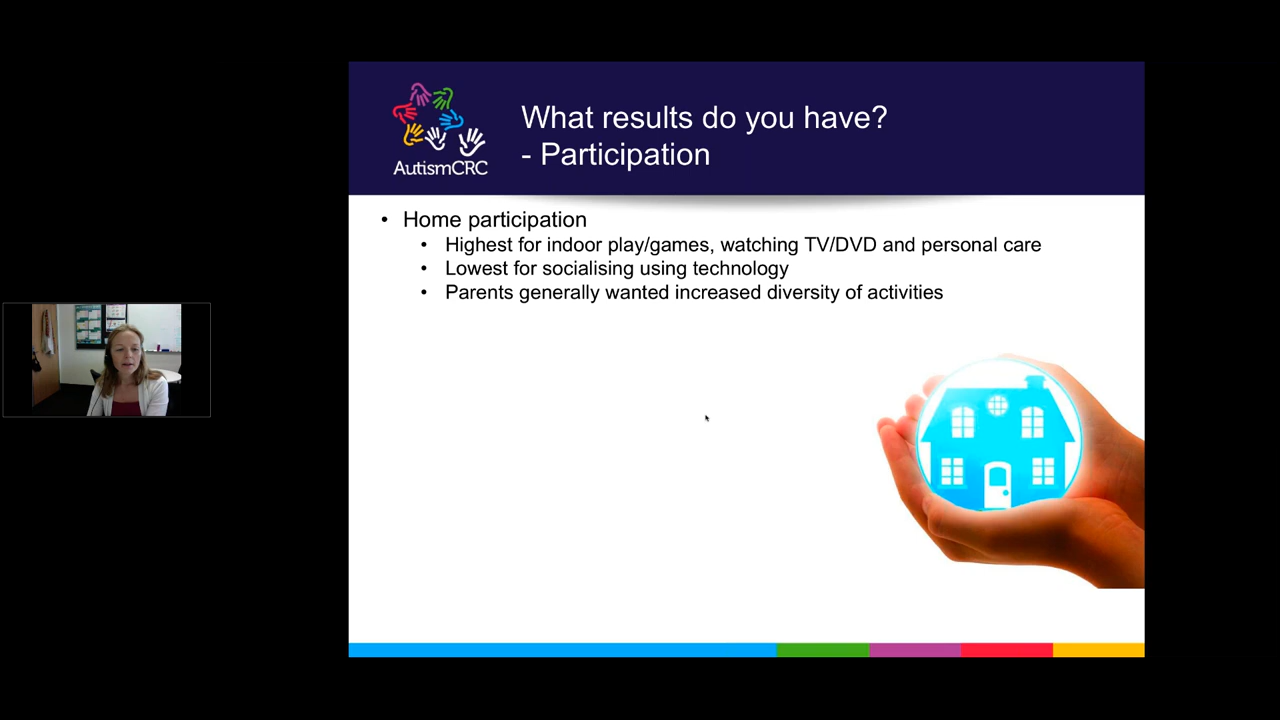 What results do you have?
- Participation
AutismCRC
• Home participation
• Highest for indoor play/games, watching TV/DVD and personal care
• Lowest for socialising using technology
• Parents generally wanted increased diversity of activities